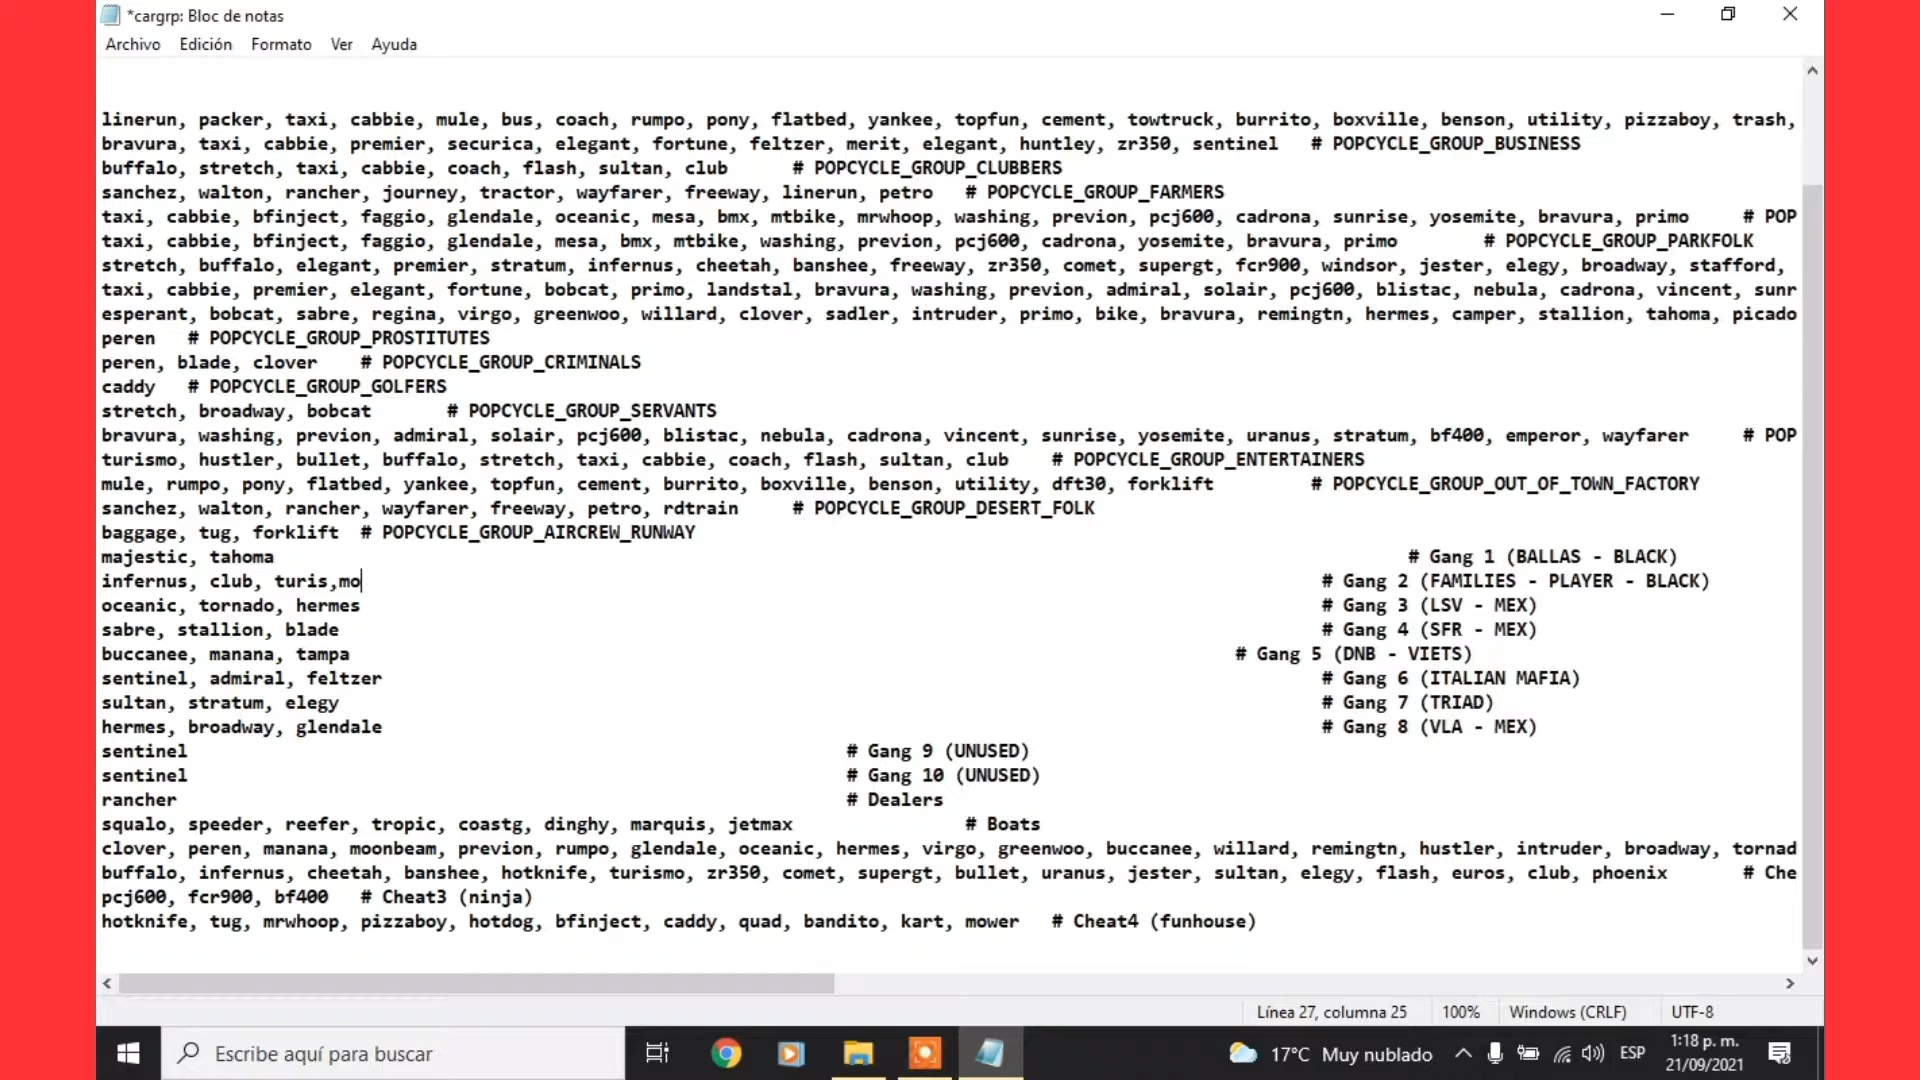 *cargrp: Bloc de notas
Archivo Edición Formato Ver Ayuda
linerun, packer, taxi, cabbie, mule, bus, coach, rumpo, pony, flatbed, yankee, topfun, cement, towtruck, burrito, boxville, benson, utility, pizzaboy, trash,
bravura, taxi, cabbie, premier, securica, elegant, fortune, feltzer, merit, elegant, huntley, zr350, sentinel # POPCYCLE_GROUP_BUSINESS
buffalo, stretch, taxi, cabbie, coach, flash, sultan, club # POPCYCLE_GROUP_CLUBBERS
sanchez, walton, rancher, journey, tractor, wayfarer, freeway, linerun, petro # POPCYCLE_GROUP_FARMERS
taxi, cabbie, bfinject, faggio, glendale, oceanic, mesa, bmx, mtbike, mrwhoop, washing, previon, pcj600, cadrona, sunrise, yosemite, bravura, primo # POP
taxi, cabbie, bfinject, faggio, glendale, mesa, bmx, mtbike, washing, previon, pcj600, cadrona, yosemite, bravura, primo # POPCYCLE_GROUP_PARKFOLK
stretch, buffalo, elegant, premier, stratum, infernus, cheetah, banshee, freeway, zr350, comet, supergt, fcr900, windsor, jester, elegy, broadway, stafford,
taxi, cabbie, premier, elegant, fortune, bobcat, primo, landstal, bravura, washing, previon, admiral, solair, pcj600, blistac, nebula, cadrona, vincent, sunr
esperant, bobcat, sabre, regina, virgo, greenwoo, willard, clover, sadler, intruder, primo, bike, bravura, remingtn, hermes, camper, stallion, tahoma, picado
peren # POPCYCLE_GROUP_PROSTITUTES
peren, blade, clover # POPCYCLE_GROUP_CRIMINALS
caddy # POPCYCLE_GROUP_GOLFERS
stretch, broadway, bobcat # POPCYCLE_GROUP_SERVANTS
bravura, washing, previon, admiral, solair, pcj600, blistac, nebula, cadrona, vincent, sunrise, yosemite, uranus, stratum, bf400, emperor, wayfarer # POP
turismo, hustler, bullet, buffalo, stretch, taxi, cabbie, coach, flash, sultan, club # POPCYCLE_GROUP_ENTERTAINERS
mule, rumpo, pony, flatbed, yankee, topfun, cement, burrito, boxville, benson, utility, dft30, forklift # POPCYCLE_GROUP_OUT_OF_TOWN_FACTORY
sanchez, walton, rancher, wayfarer, freeway, petro, rdtrain # POPCYCLE_GROUP_DESERT_FOLK
baggage, tug, forklift # POPCYCLE_GROUP_AIRCREW_RUNWAY
majestic, tahoma # Gang 1 (BALLAS - BLACK)
infernus, club, turis,mo # Gang 2 (FAMILIES - PLAYER - BLACK)
oceanic, tornado, hermes # Gang 3 (LSV - MEX)
sabre, stallion, blade # Gang 4 (SFR - MEX)
buccanee, manana, tampa # Gang 5 (DNB - VIETS)
sentinel, admiral, feltzer # Gang 6 (ITALIAN MAFIA)
sultan, stratum, elegy # Gang 7 (TRIAD)
hermes, broadway, glendale # Gang 8 (VLA - MEX)
sentinel # Gang 9 (UNUSED)
sentinel # Gang 10 (UNUSED)
rancher # Dealers
squalo, speeder, reefer, tropic, coastg, dinghy, marquis, jetmax # Boats
clover, peren, manana, moonbeam, previon, rumpo, glendale, oceanic, hermes, virgo, greenwoo, buccanee, willard, remingtn, hustler, intruder, broadway, tornad
buffalo, infernus, cheetah, banshee, hotknife, turismo, zr350, comet, supergt, bullet, uranus, jester, sultan, elegy, flash, euros, club, phoenix # Che
pcj600, fcr900, bf400 # Cheat3 (ninja)
hotknife, tug, mrwhoop, pizzaboy, hotdog, bfinject, caddy, quad, bandito, kart, mower # Cheat4 (funhouse)
Línea 27, columna 25 100% Windows (CRLF) UTF-8
Escribe aquí para buscar 17°C Muy nublado ESP 1:18 p. m.
21/09/2021